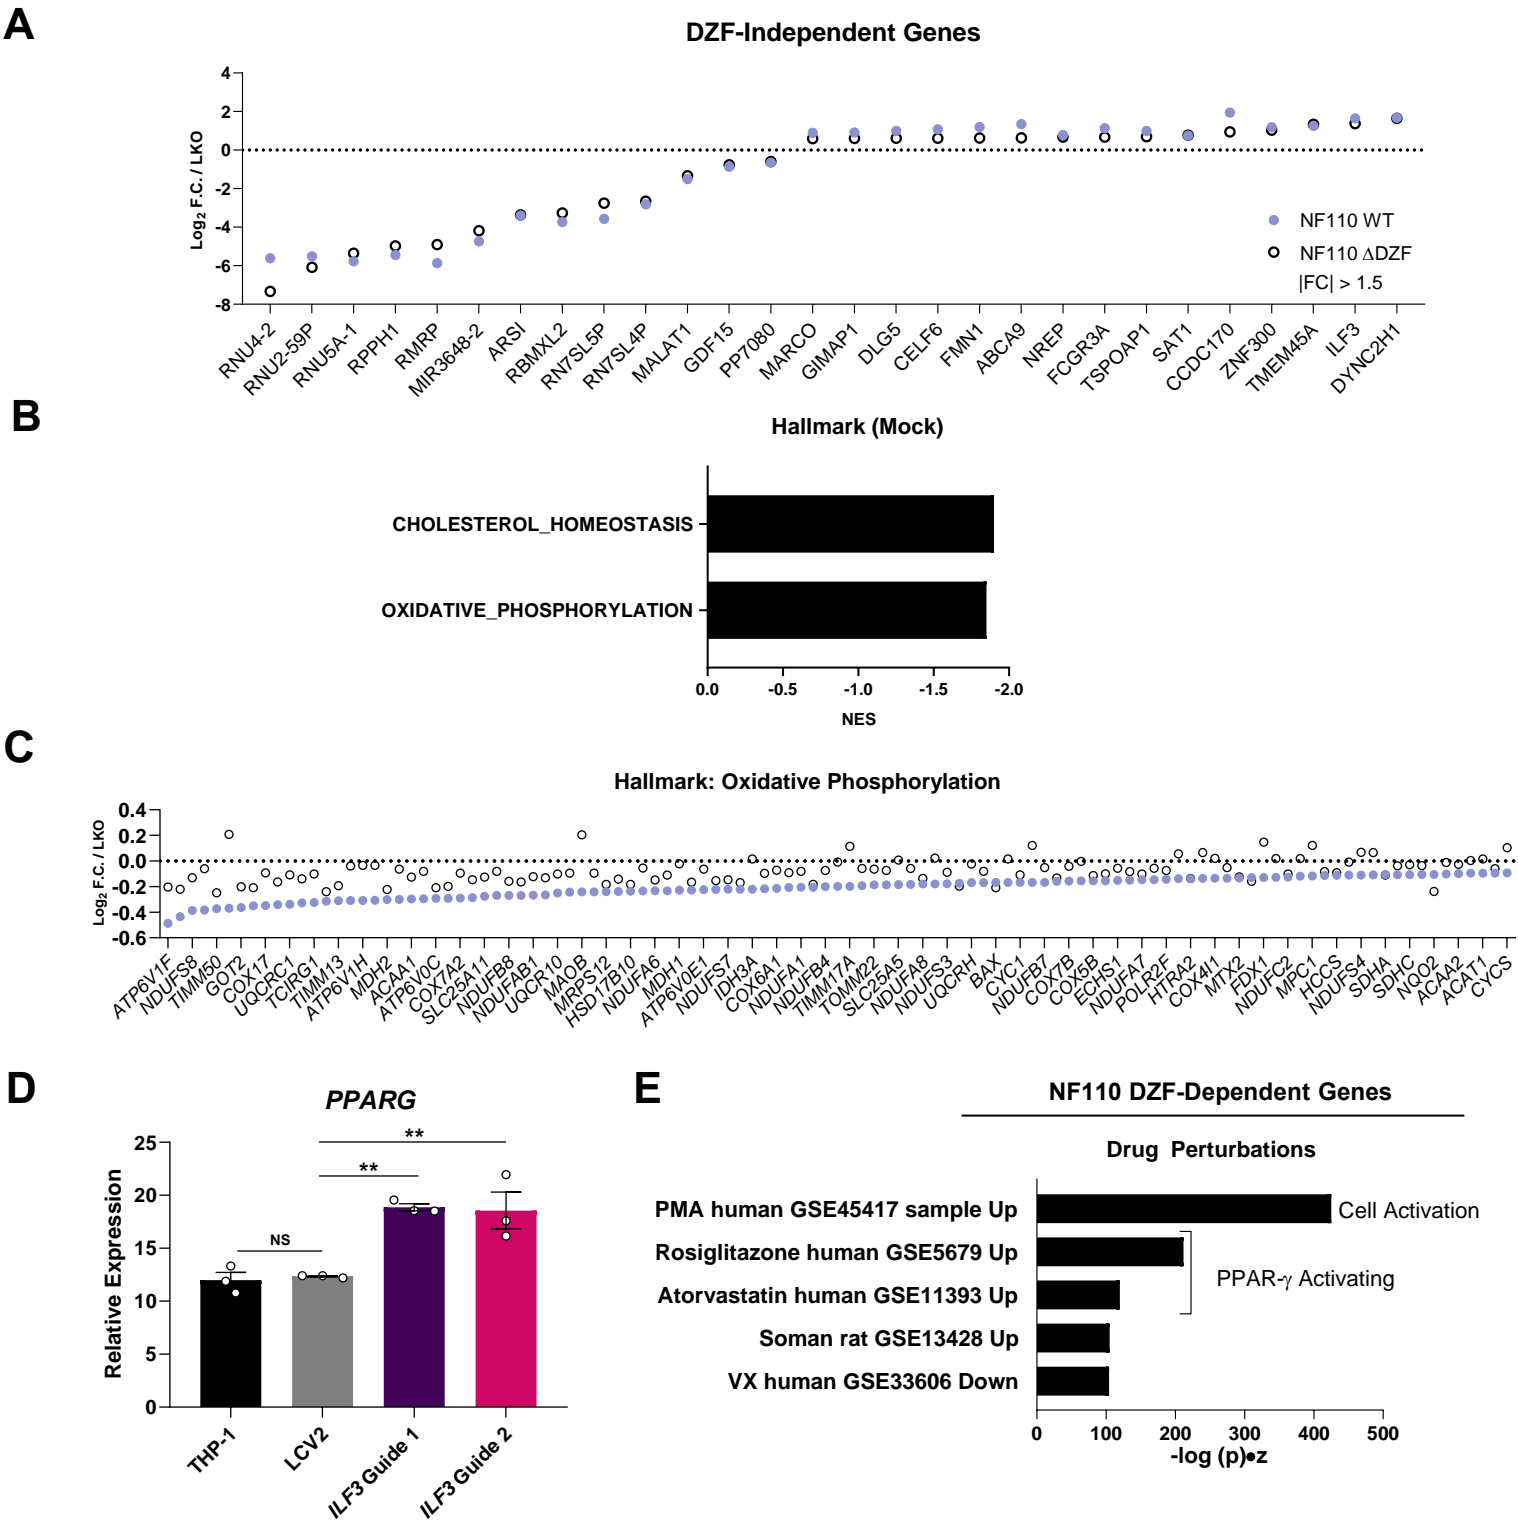 A
DZF-Independent Genes
4
2
0
-2
-4
-6
-8
Log2 F.C. / LKO
NF110 WT
NF110 ΔDZF
|FC| > 1.5
RNU4-2
RNU2-59P
RNU5A-1
RPPH1
RMRP
MIR3648-2
ARSI
RBMXL2
RN7SL5P
RN7SL4P
MALAT1
GDF15
PP7080
MARCO
GIMAP1
DLG5
CELF6
FMN1
ABCA9
NREP
FCGR3A
TSPOAP1
SAT1
CCDC170
ZNF300
TMEM45A
ILF3
DYNC2H1
B
Hallmark (Mock)
CHOLESTEROL_HOMEOSTASIS
OXIDATIVE_PHOSPHORYLATION
0.0 -0.5 -1.0 -1.5 -2.0
NES
C
Hallmark: Oxidative Phosphorylation
0.4
0.2
0.0
-0.2
-0.4
-0.6
Log2 F.C. / LKO
ATP6V1F
NDUFS8
TIMM50
GOT2
COX17
UQCRC1
TCIRG1
TIMM13
ATP6V1H
MDH2
ACAA1
ATP6V0C
COX7A2
SLC25A11
NDUFB8
NDUFAB1
UQCR10
MAOB
MRPS12
HSD17B10
NDUFA6
MDH1
ATP6V0E1
NDUFS7
IDH3A
COX6A1
NDUFA1
NDUFB4
TIMM17A
TOMM22
SLC25A5
NDUFA8
NDUFS3
UQCRH
BAX
CYC1
NDUFB7
COX7B
COX5B
ECHS1
NDUFA7
POLR2F
HTRA2
COX4I1
MTX2
FDX1
NDUFC2
MPC1
HCCS
NDUFS4
SDHA
SDHC
NQO2
ACAA2
ACAT1
CYCS
D
PPARG
25
20
15
10
5
0
Relative Expression
**
**
NS
THP-1
LCV2
ILF3 Guide 1
ILF3 Guide 2
E
NF110 DZF-Dependent Genes
Drug Perturbations
PMA human GSE45417 sample Up
Cell Activation
Rosiglitazone human GSE5679 Up
PPAR-γ Activating
Atorvastatin human GSE11393 Up
Soman rat GSE13428 Up
VX human GSE33606 Down
0 100 200 300 400 500
-log (p)•z